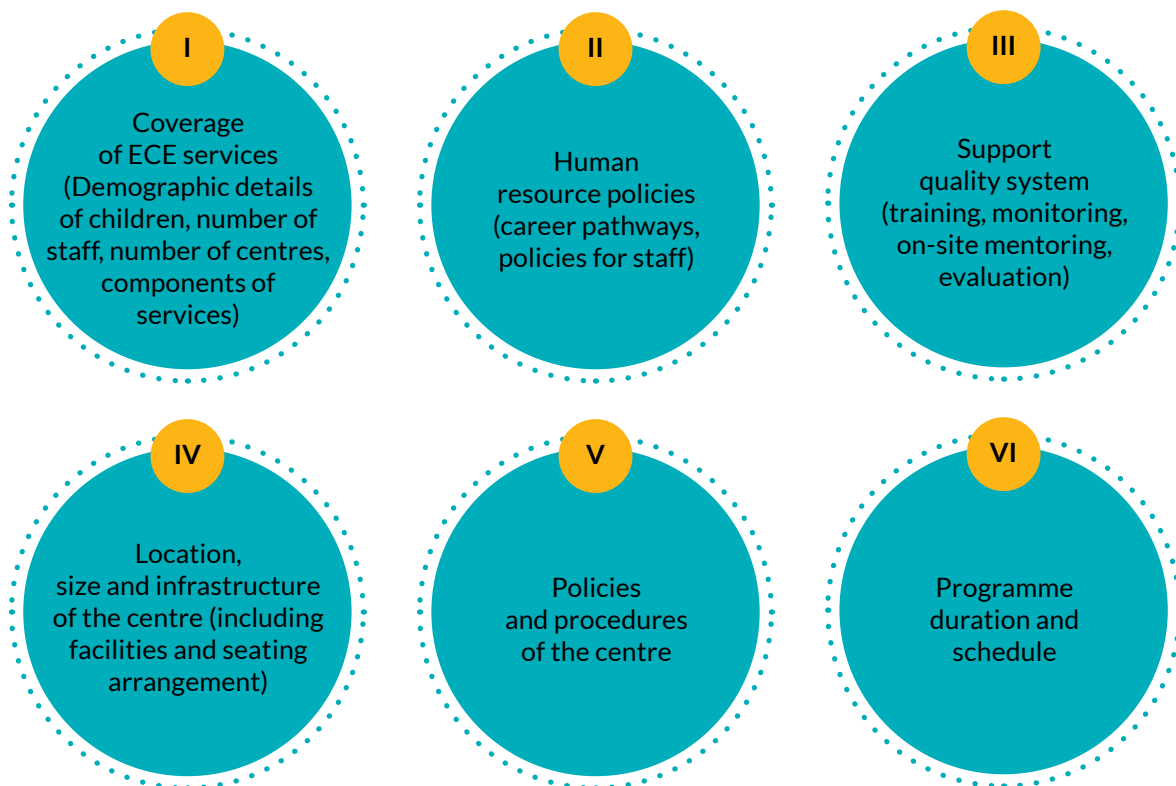 I
Coverage
of ECE services
(Demographic details
of children, number of
staff, number of centres,
components of
services)
II
Human
resource policies
(career pathways,
policies for staff)
III
Support
quality system
(training, monitoring,
on-site mentoring,
evaluation)
IV
Location,
size and infrastructure
of the centre (including
facilities and seating
arrangement)
V
Policies
and procedures
of the centre
VI
Programme
duration and
schedule